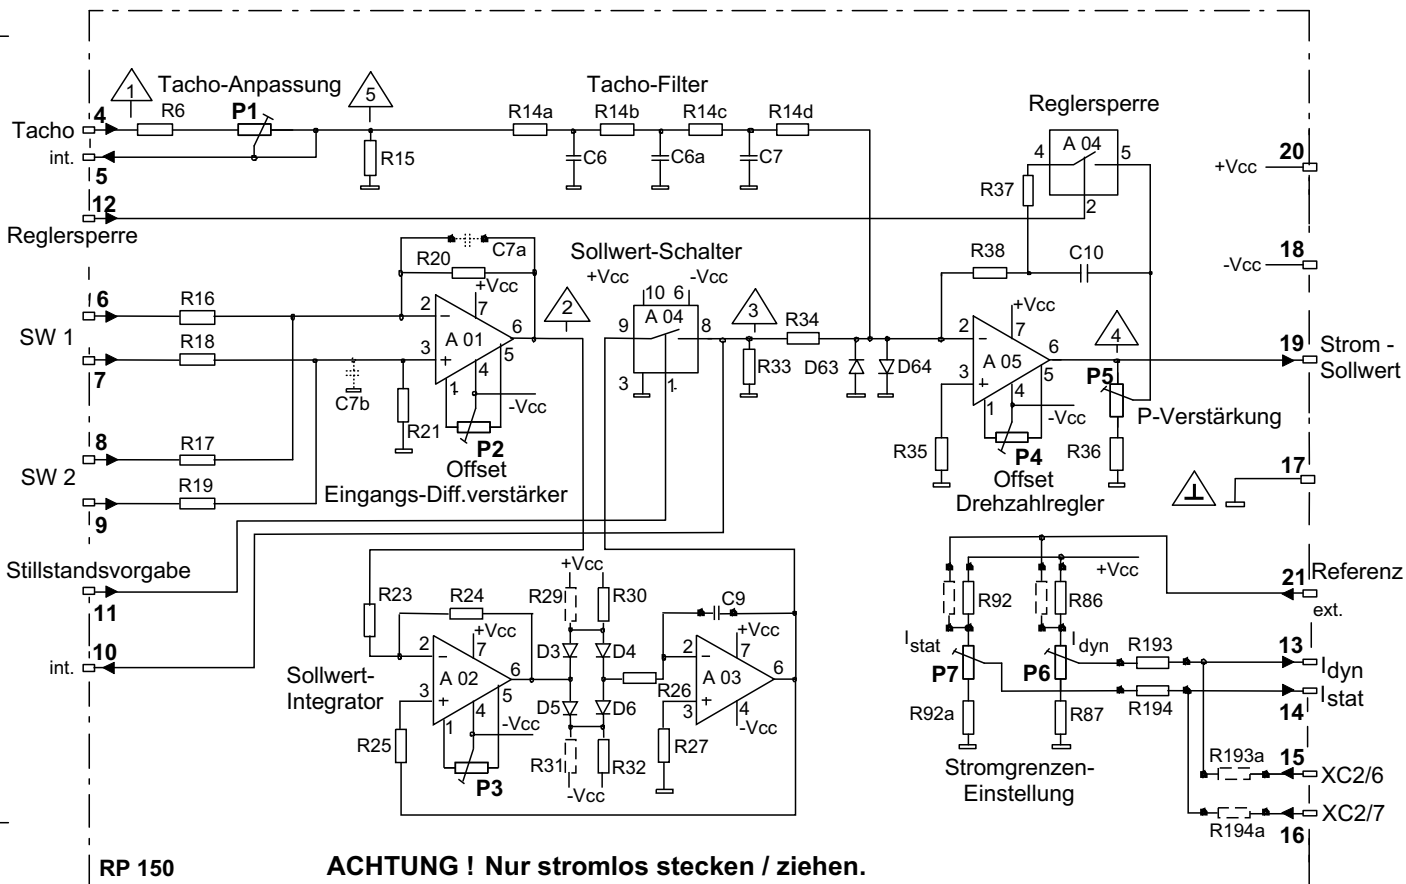 Tacho-Anpassung
Tacho-Filter
Reglersperre
1
5
4
R6
P1
R14a
R14b
R14c
R14d
Tacho
int.
5
R15
C6
C6a
C7
4
A 04
5
2
R37
+Vcc
20
12
Reglersperre
C7a
R20
Sollwert-Schalter
R38
C10
-Vcc
18
+Vcc
+Vcc
-Vcc
10
6
6
R16
2
7
2
9
A 04
8
3
R34
2
+Vcc
7
4
SW 1
R18
3
A 01
6
5
4
1
3
1
R33
D63
D64
3
A 05
6
5
4
1
P5
19
Strom -
Sollwert
7
C7b
-Vcc
-Vcc
P-Verstärkung
R21
P2
R35
P4
R36
8
R17
Offset
Eingangs-Diff.verstärker
Offset
Drehzahlregler
17
SW 2
R19
9
Stillstandsvorgabe
11
+Vcc
+Vcc
21
Referenz
ext.
R23
R24
R29
R30
C9
R92
R86
10
int.
2
+Vcc
7
D3
D4
2
+Vcc
7
Istat
Idyn
R193
13
Idyn
Sollwert-
Integrator
A 02
6
3
5
4
1
R26
A 03
6
3
4
P7
P6
R194
Istat
14
D5
D6
-Vcc
-Vcc
R92a
R87
R25
R31
R32
R27
P3
-Vcc
Stromgrenzen-
Einstellung
R193a
15
XC2/6
R194a
XC2/7
16
RP 150
ACHTUNG ! Nur stromlos stecken / ziehen.